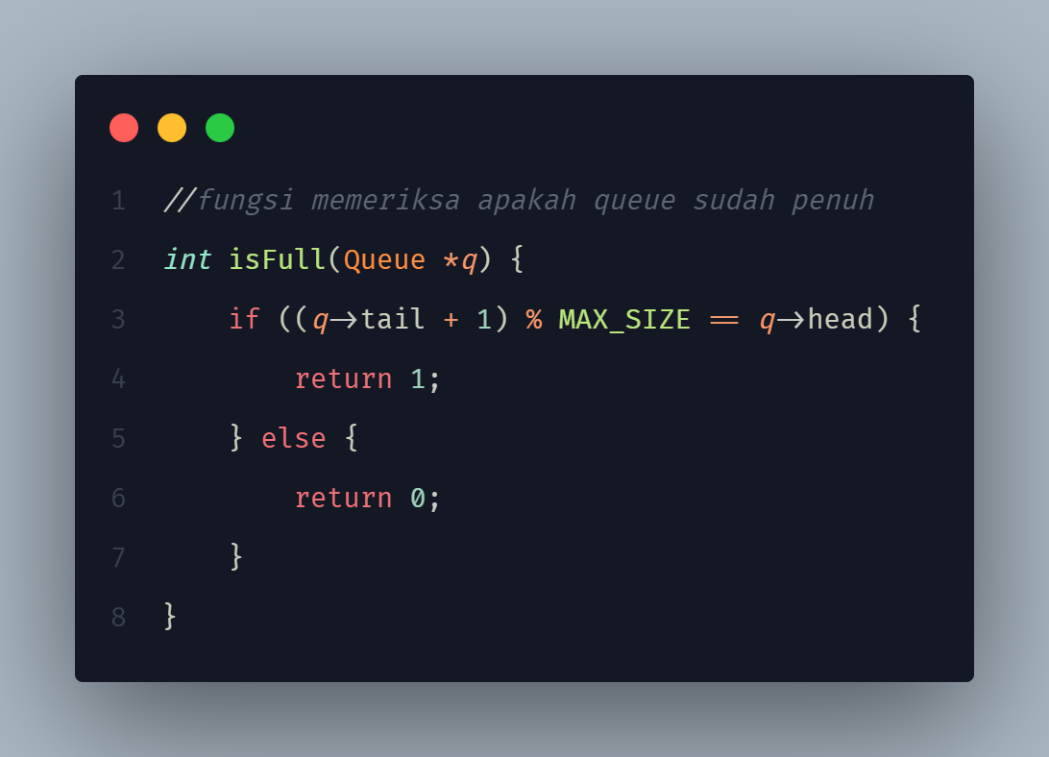 1 //fungsi memeriksa apakah queue sudah penuh
2 int isFull(Queue *q) {
3     if ((q->tail + 1) % MAX_SIZE == q->head) {
4         return 1;
5     } else {
6         return 0;
7     }
8 }